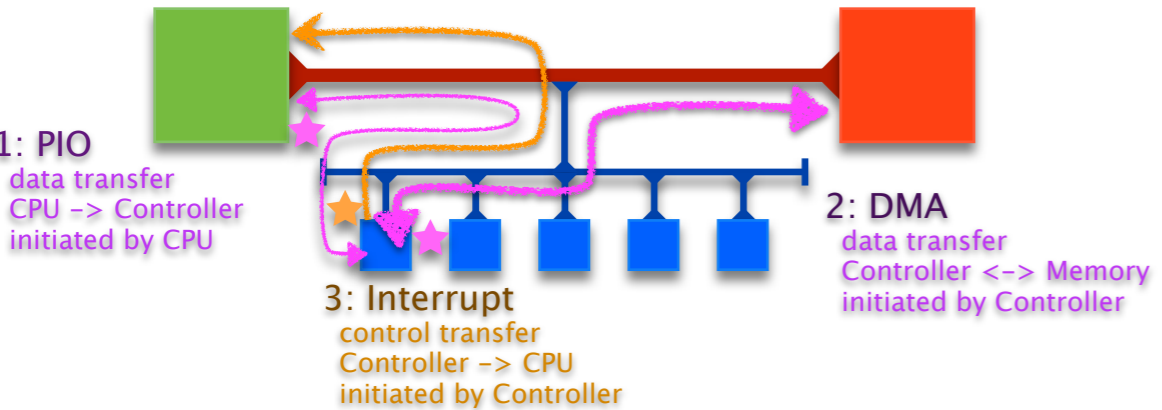 1: PIO
data transfer
CPU -> Controller
initiated by CPU
2: DMA
data transfer
Controller <-> Memory
initiated by Controller
3: Interrupt
control transfer
Controller -> CPU
initiated by Controller